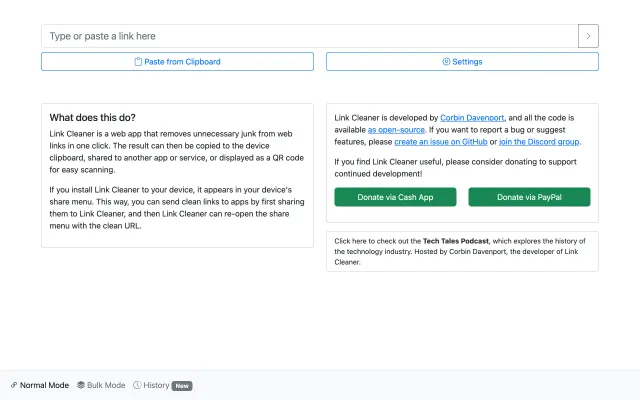 Type or paste a link here
Paste from Clipboard
Settings
What does this do?
Link Cleaner is a web app that removes unnecessary junk from web
links in one click. The result can then be copied to the device
clipboard, shared to another app or service, or displayed as a QR code
for easy scanning.
If you install Link Cleaner to your device, it appears in your device's
share menu. This way, you can send clean links to apps by first sharing
them to Link Cleaner, and then Link Cleaner can re-open the share
menu with the clean URL.
Link Cleaner is developed by Corbin Davenport, and all the code is
available as open-source. If you want to report a bug or suggest
features, please create an issue on GitHub or join the Discord group.
If you find Link Cleaner useful, please consider donating to support
continued development!
Donate via Cash App
Donate via PayPal
Click here to check out the Tech Tales Podcast, which explores the history of
the technology industry. Hosted by Corbin Davenport, the developer of Link
Cleaner.
Normal Mode
Bulk Mode
History New